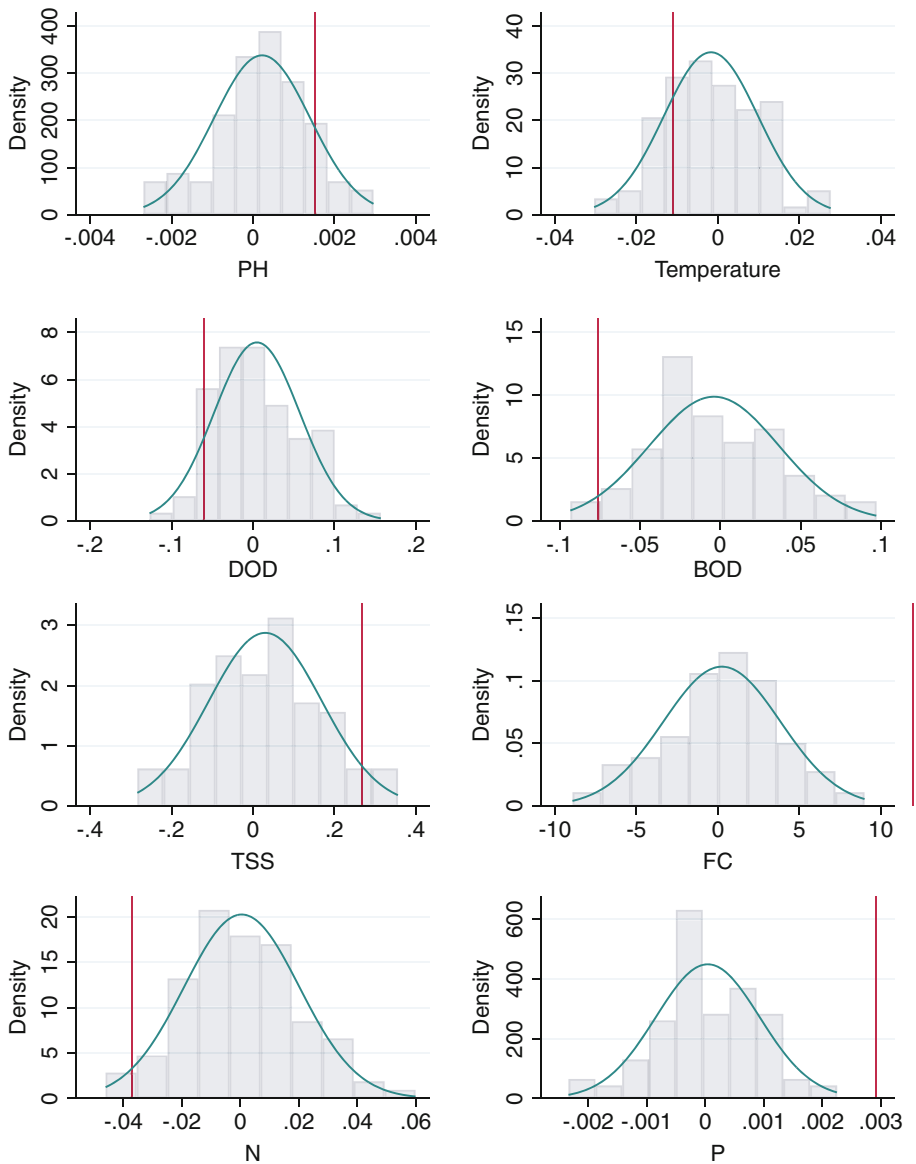 Density
400
300
200
100
0
-.004 -.002 0 .002 .004
PH
Density
40
30
20
10
0
-.04 -.02 0 .02 .04
Temperature
Density
8
6
4
2
0
-.2 -.1 0 .1 .2
DOD
Density
15
10
5
0
-.1 -.05 0 .05 .1
BOD
Density
3
2
1
0
-.4 -.2 0 .2 .4
TSS
Density
.15
.1
.05
0
-10 -5 0 5 10
FC
Density
20
15
10
5
0
-.04 -.02 0 .02 .04 .06
N
Density
600
400
200
0
-.002 -.001 0 .001 .002 .003
P